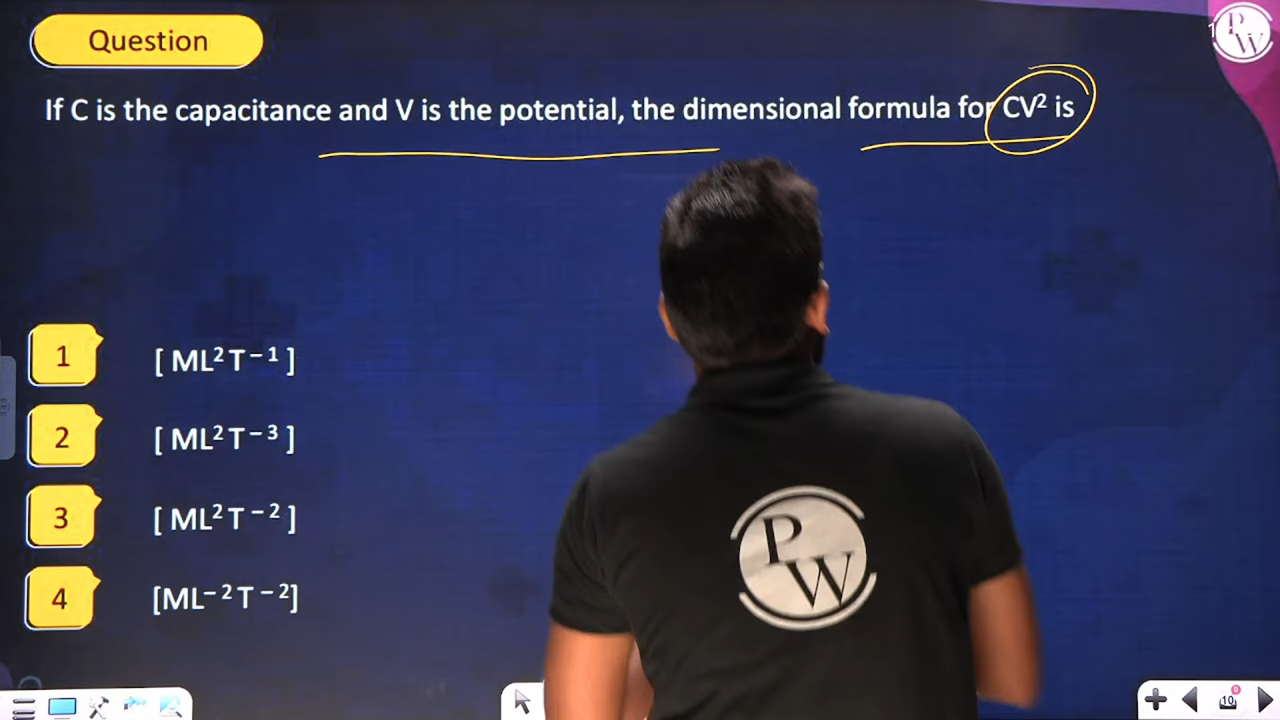 Question
If C is the capacitance and V is the potential, the dimensional formula for CV² is
1 [ ML²T⁻¹ ]
2 [ ML²T⁻³ ]
3 [ ML²T⁻² ]
4 [ML⁻²T⁻²]
PW
PW
10